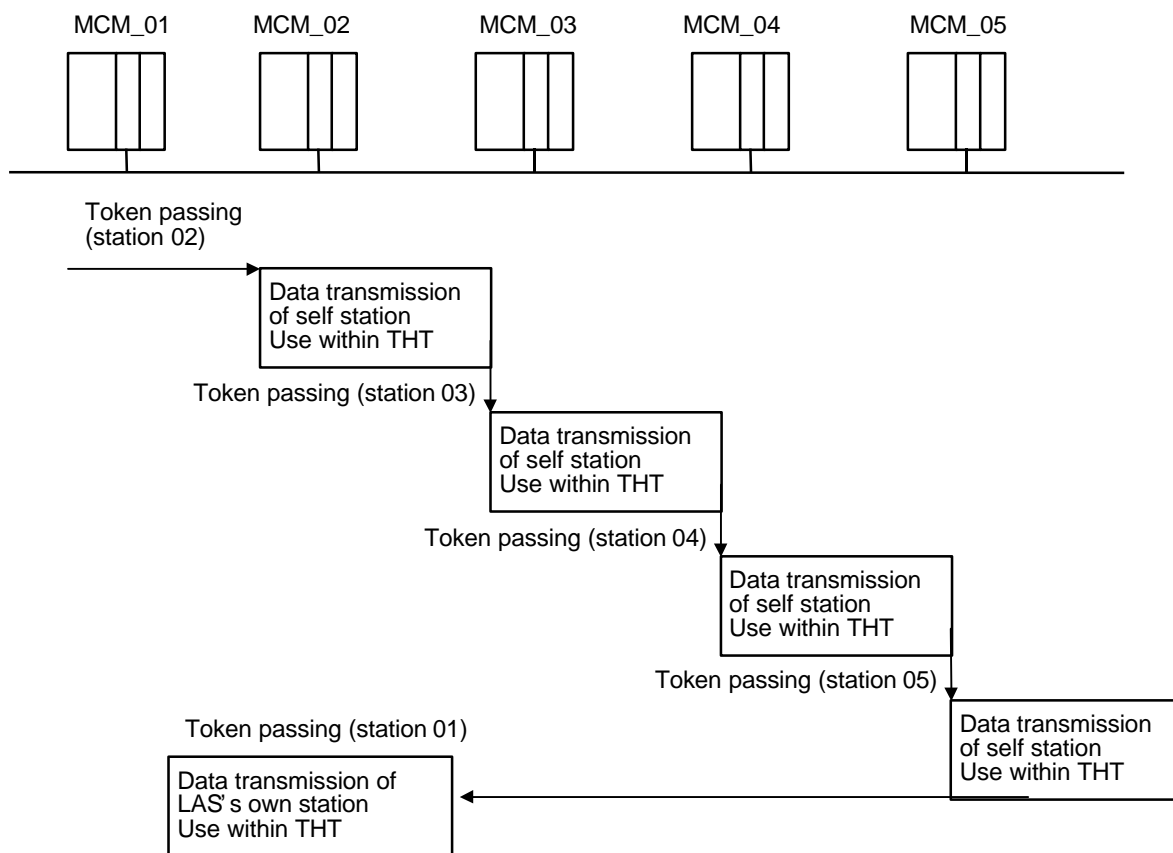 MCM_01
MCM_02
MCM_03
MCM_04
MCM_05
Token passing
(station 02)
Data transmission
of self station
Use within THT
Token passing (station 03)
Data transmission
of self station
Use within THT
Token passing (station 04)
Data transmission
of self station
Use within THT
Token passing (station 05)
Data transmission
of self station
Use within THT
Token passing (station 01)
Data transmission of
LAS's own station
Use within THT